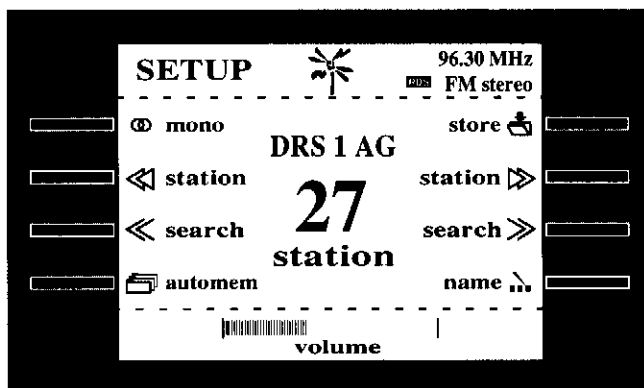 SETUP 96.30 MHz
RDS FM stereo
mono store
DRS 1 AG
station station
27
search search
station
automem name
volume